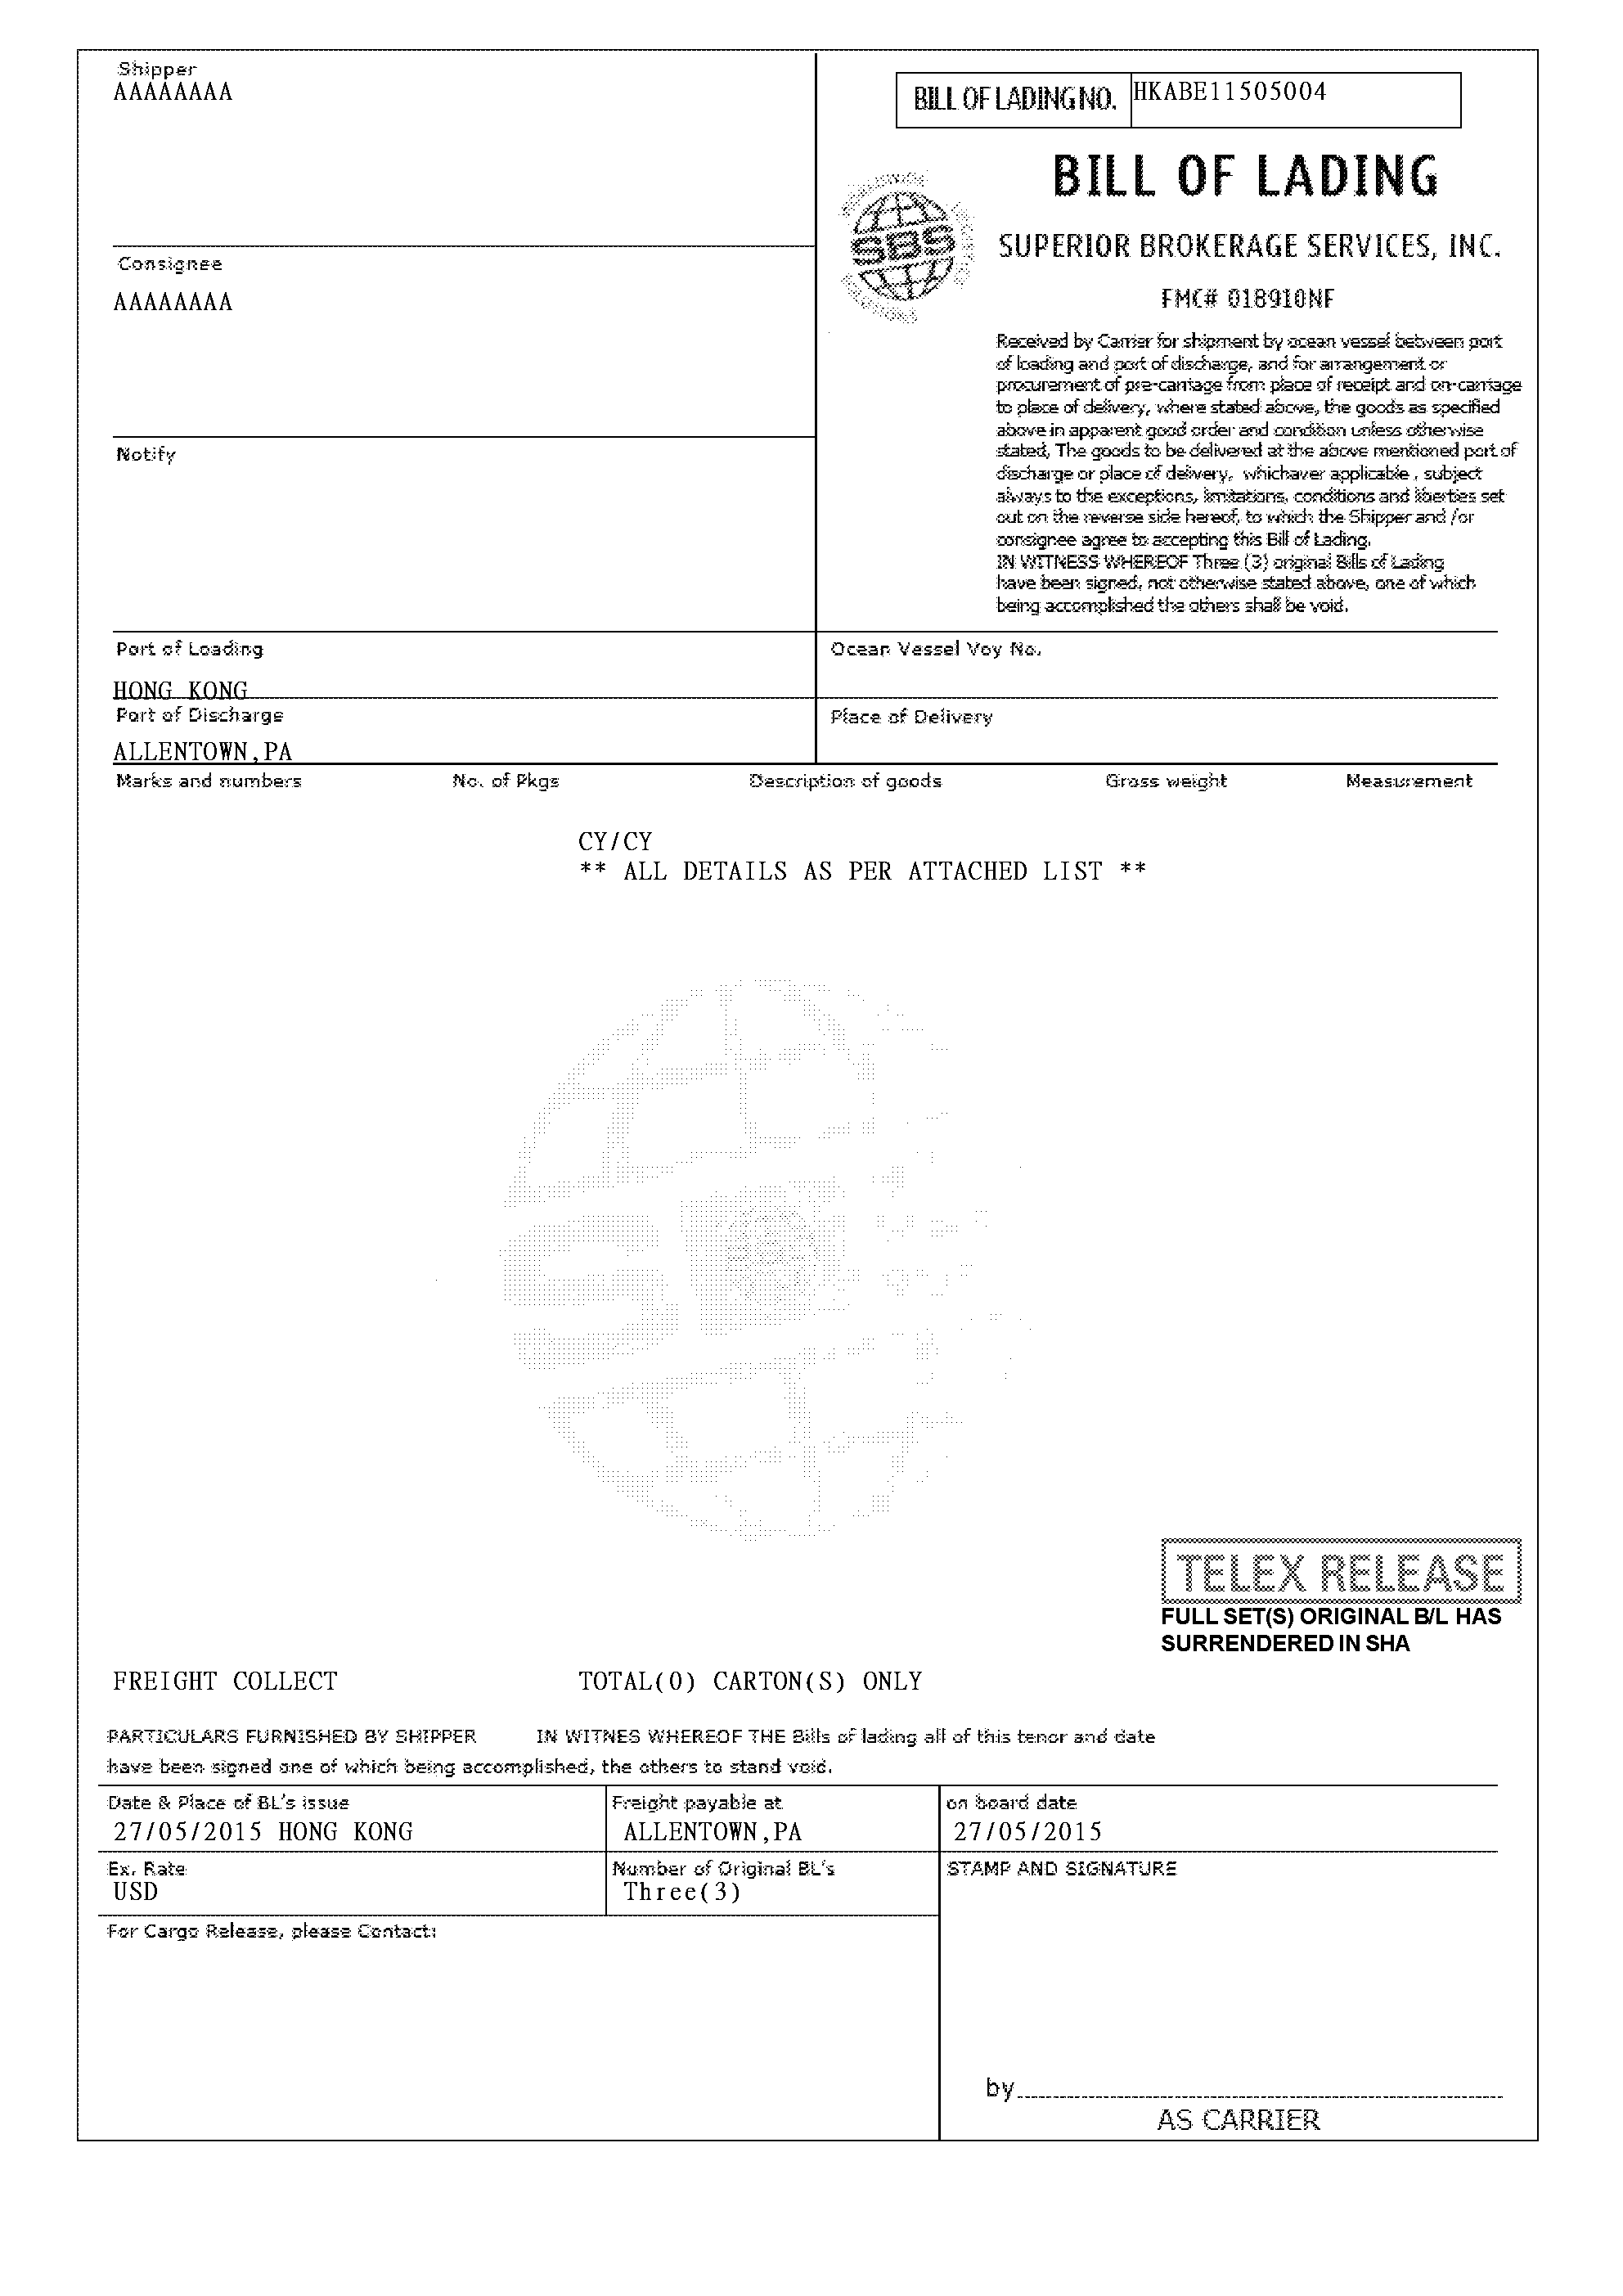 Shipper
AAAAAAAA
BILL OF LADING NO. HKABE11505004
BILL OF LADING
SBS
SUPERIOR BROKERAGE SERVICES, INC.
FMC# 018910NF
Consignee
AAAAAAAA
Received by Carrier for shipment by ocean vessel between port
of loading and port of discharge, and for arrangement or
procurement of pre-carriage from place of receipt and on-carriage
to place of delivery, where stated above, the goods as specified
above in apparent good order and condition unless otherwise
stated, The goods to be delivered at the above mentioned port of
discharge or place of delivery, whichaver applicable , subject
always to the exceptions, limitations, conditions and liberties set
out on the reverse side hereof, to which the Shipper and /or
consignee agree to accepting this Bill of Lading.
IN WITNESS WHEREOF Three (3) original Bills of Lading
have been signed, not otherwise stated above, one of which
being accomplished the others shall be void.
Notify
Port of Loading
HONG KONG
Ocean Vessel Voy No.
Port of Discharge
ALLENTOWN,PA
Place of Delivery
Marks and numbers No. of Pkgs Description of goods Gross weight Measurement
CY/CY
** ALL DETAILS AS PER ATTACHED LIST **
TELEX RELEASE
FULL SET(S) ORIGINAL B/L HAS
SURRENDERED IN SHA
FREIGHT COLLECT TOTAL(0) CARTON(S) ONLY
PARTICULARS FURNISHED BY SHIPPER IN WITNES WHEREOF THE Bills of lading all of this tenor and date
have been signed one of which being accomplished, the others to stand void.
Date & Place of BL's issue Freight payable at on board date
27/05/2015 HONG KONG ALLENTOWN,PA 27/05/2015
Ex. Rate Number of Original BL's STAMP AND SIGNATURE
USD Three(3)
For Cargo Release, please Contact:
by
AS CARRIER